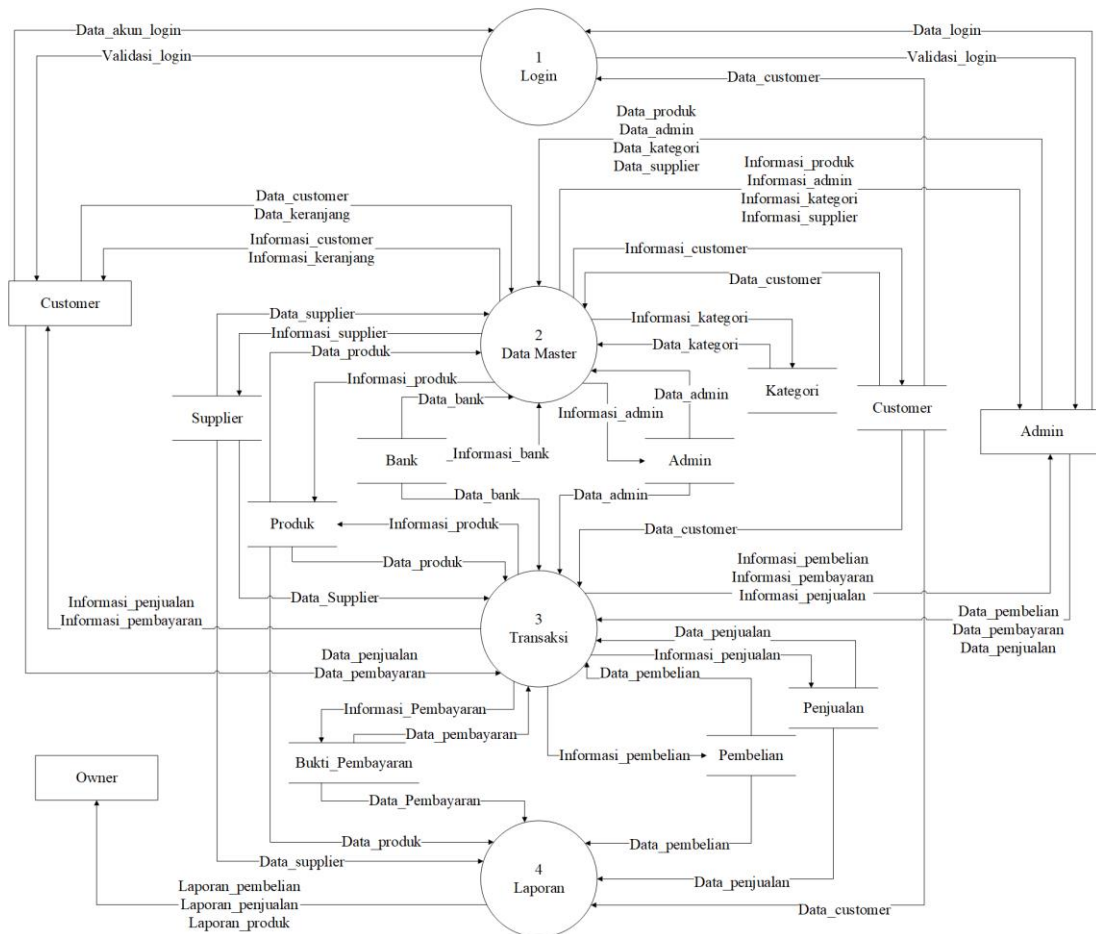 Data_akun_login
Validasi_login
1
Login
Data_login
Validasi_login
Data_customer
Data_produk
Data_admin
Data_kategori
Data_supplier
Informasi_produk
Informasi_admin
Informasi_kategori
Informasi_supplier
Data_customer
Data_keranjang
Informasi_customer
Informasi_keranjang
Informasi_customer
Data_customer
Customer
Data_supplier
Informasi_supplier
Data_produk
2
Data Master
Informasi_kategori
Data_kategori
Informasi_produk
Data_bank
Informasi_admin
Data_admin
Kategori
Supplier
Customer
Admin
Bank
Informasi_bank
Admin
Data_bank
Data_admin
Produk
Informasi_produk
Data_customer
Data_produk
Informasi_pembelian
Informasi_pembayaran
Informasi_penjualan
Data_Supplier
Informasi_penjualan
Informasi_pembayaran
3
Transaksi
Data_pembelian
Data_pembayaran
Data_penjualan
Data_penjualan
Informasi_penjualan
Data_pembelian
Data_penjualan
Data_pembayaran
Informasi_Pembayaran
Data_pembayaran
Penjualan
Informasi_pembelian
Pembelian
Bukti_Pembayaran
Owner
Data_Pembayaran
Data_produk
Data_pembelian
Data_supplier
4
Laporan
Data_penjualan
Laporan_pembelian
Laporan_penjualan
Laporan_produk
Data_customer